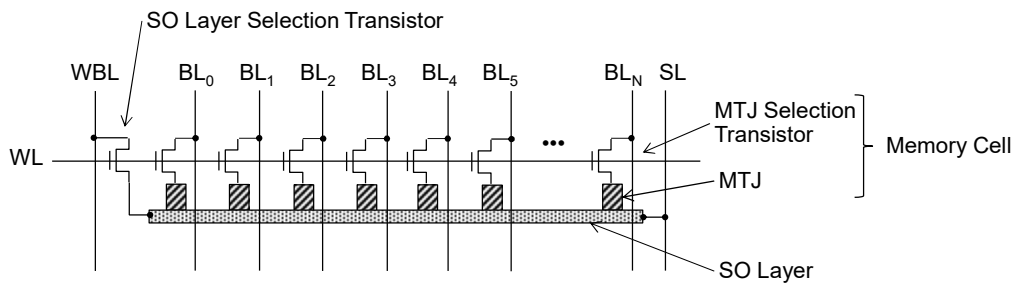 SO Layer Selection Transistor
WBL BL₀ BL₁ BL₂ BL₃ BL₄ BL₅ BL_N SL
MTJ Selection
Transistor
Memory Cell
WL
•••
MTJ
SO Layer